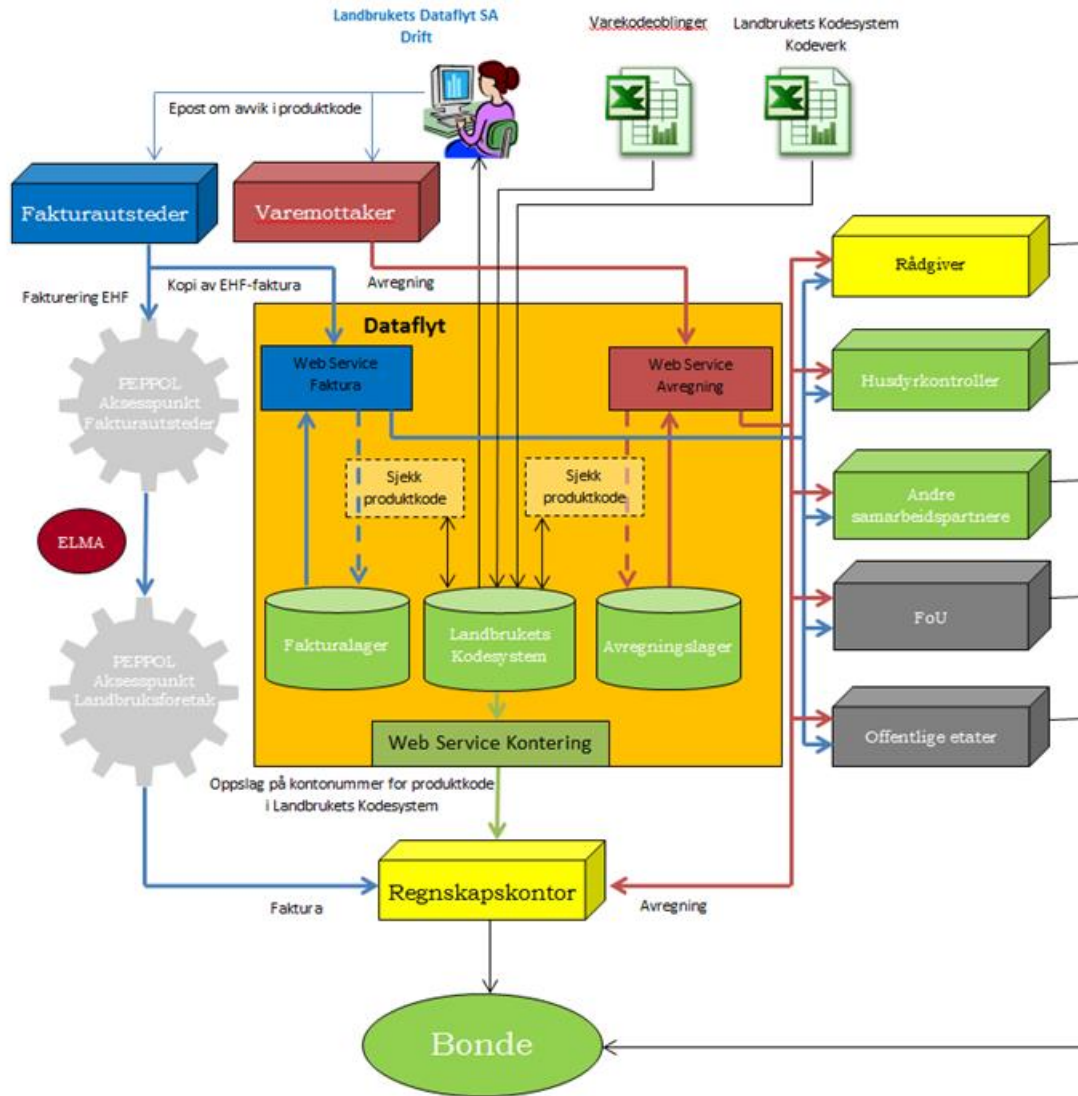 Landbrukets Dataflyt SA
Drift
Varekodeoblinger
Landbrukets Kodesystem
Kodeverk
Epost om avvik i produktkode
Fakturautsteder
Varemottaker
Fakturering EHF
Kopi av EHF-faktura
Avregning
Rådgiver
Dataflyt
PEPPOL
Aksesspunkt
Fakturautsteder
Web Service
Faktura
Web Service
Avregning
Husdyrkontroller
Sjekk
produktkode
Sjekk
produktkode
Andre
samarbeidspartnere
ELMA
Fakturalager
Landbrukets
Kodesystem
Avregningslager
FoU
PEPPOL
Aksesspunkt
Landbruksforetak
Web Service Kontering
Offentlige etater
Oppslag på kontonummer for produktkode
i Landbrukets Kodesystem
Regnskapskontor
Faktura
Avregning
Bonde